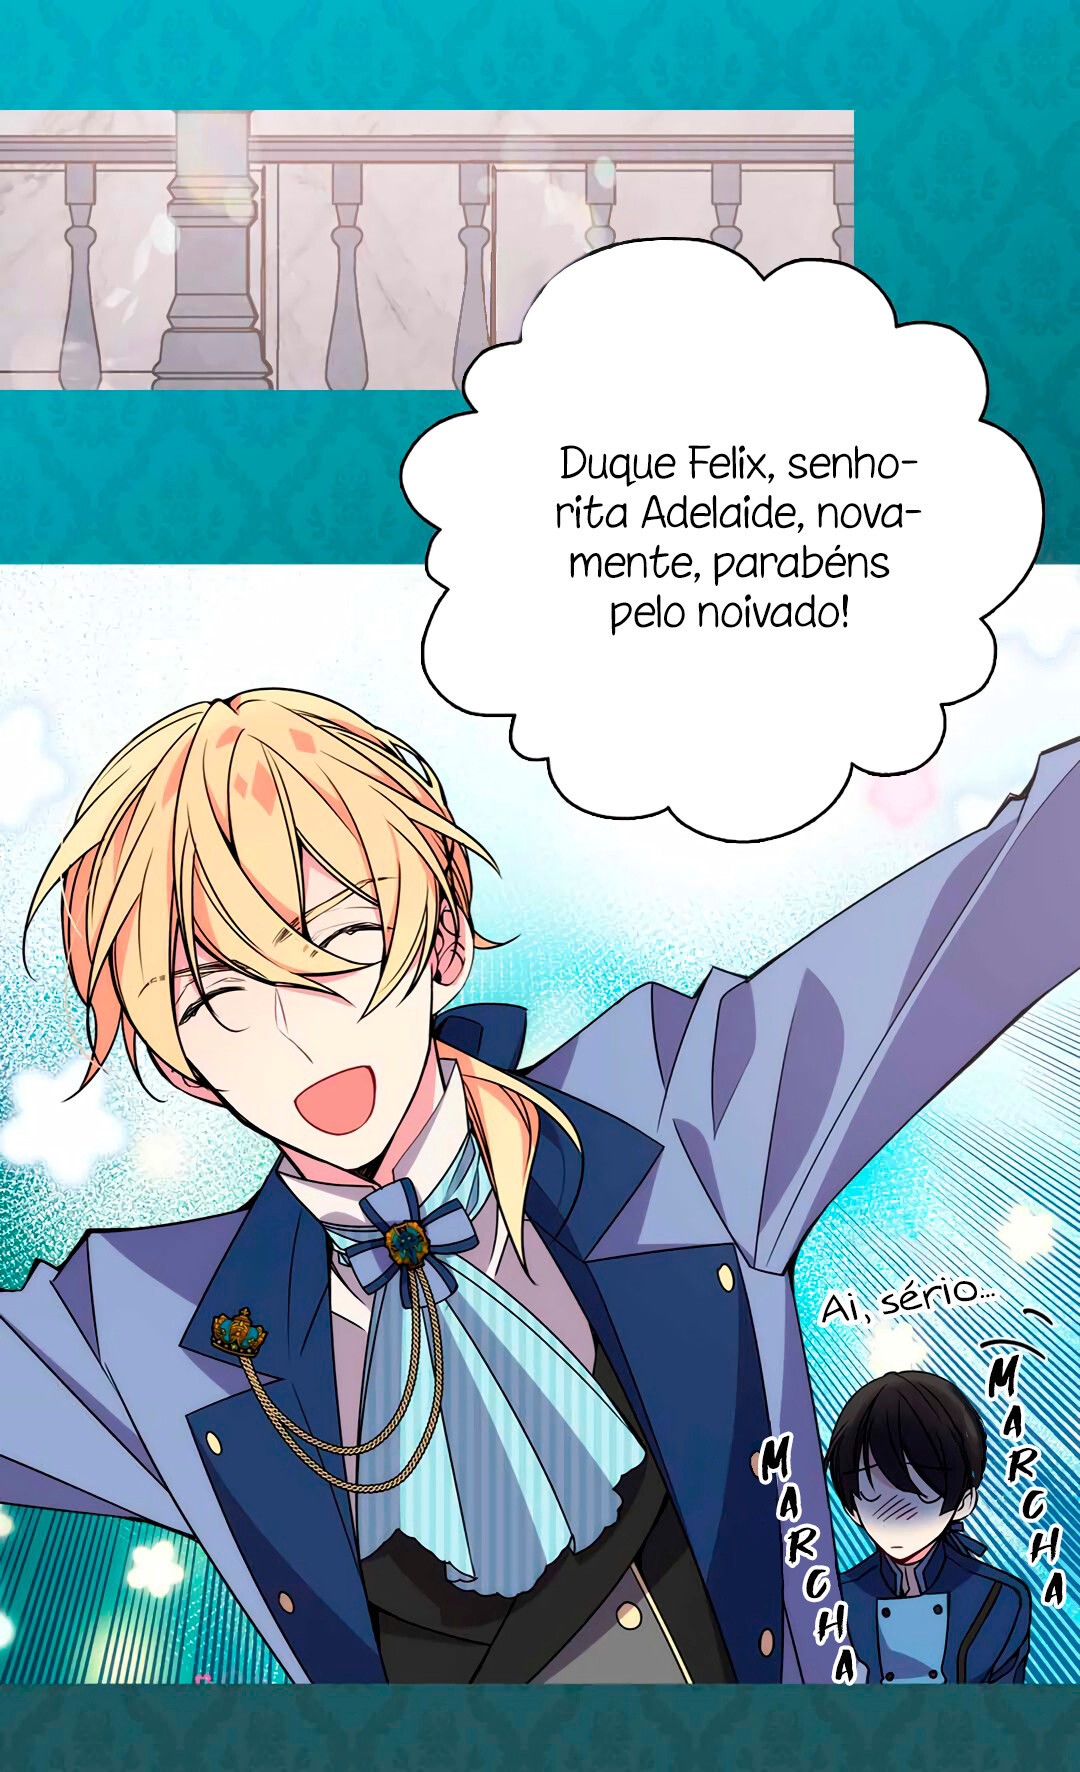 Duque Felix, senho-
rita Adelaide, nova-
mente, parabéns
pelo noivado!
Ai, sério...
MARCHA
MARCHA